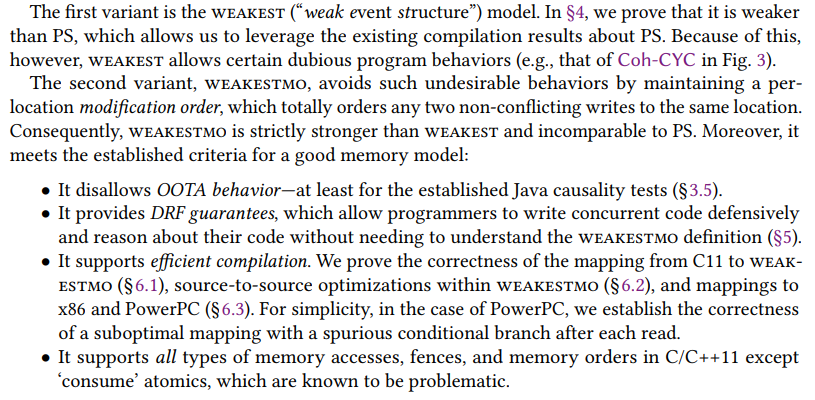 The first variant is the WEAKEST (“weak event structure”) model. In §4, we prove that it is weaker
than PS, which allows us to leverage the existing compilation results about PS. Because of this,
however, WEAKEST allows certain dubious program behaviors (e.g., that of Coh-CYC in Fig. 3).
The second variant, WEAKESTMO, avoids such undesirable behaviors by maintaining a per-
location modification order, which totally orders any two non-conflicting writes to the same location.
Consequently, WEAKESTMO is strictly stronger than WEAKEST and incomparable to PS. Moreover, it
meets the established criteria for a good memory model:
• It disallows OOTA behavior—at least for the established Java causality tests (§3.5).
• It provides DRF guarantees, which allow programmers to write concurrent code defensively
and reason about their code without needing to understand the WEAKESTMO definition (§5).
• It supports efficient compilation. We prove the correctness of the mapping from C11 to WEAK-
ESTMO (§6.1), source-to-source optimizations within WEAKESTMO (§6.2), and mappings to
x86 and PowerPC (§6.3). For simplicity, in the case of PowerPC, we establish the correctness
of a suboptimal mapping with a spurious conditional branch after each read.
• It supports all types of memory accesses, fences, and memory orders in C/C++11 except
‘consume’ atomics, which are known to be problematic.